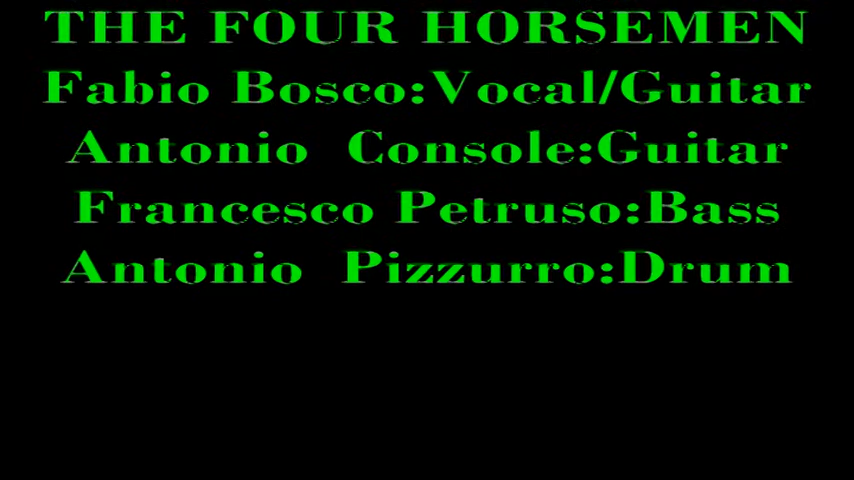 THE FOUR HORSEMEN
Fabio Bosco:Vocal/Guitar
Antonio  Console:Guitar
Francesco Petruso:Bass
Antonio  Pizzurro:Drum